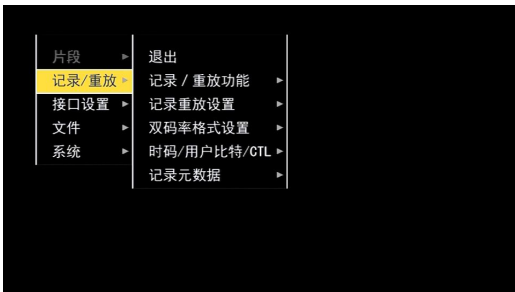 片段
记录/重放
接口设置
文件
系统
退出
记录 / 重放功能
记录重放设置
双码率格式设置
时码/用户比特/CTL
记录元数据